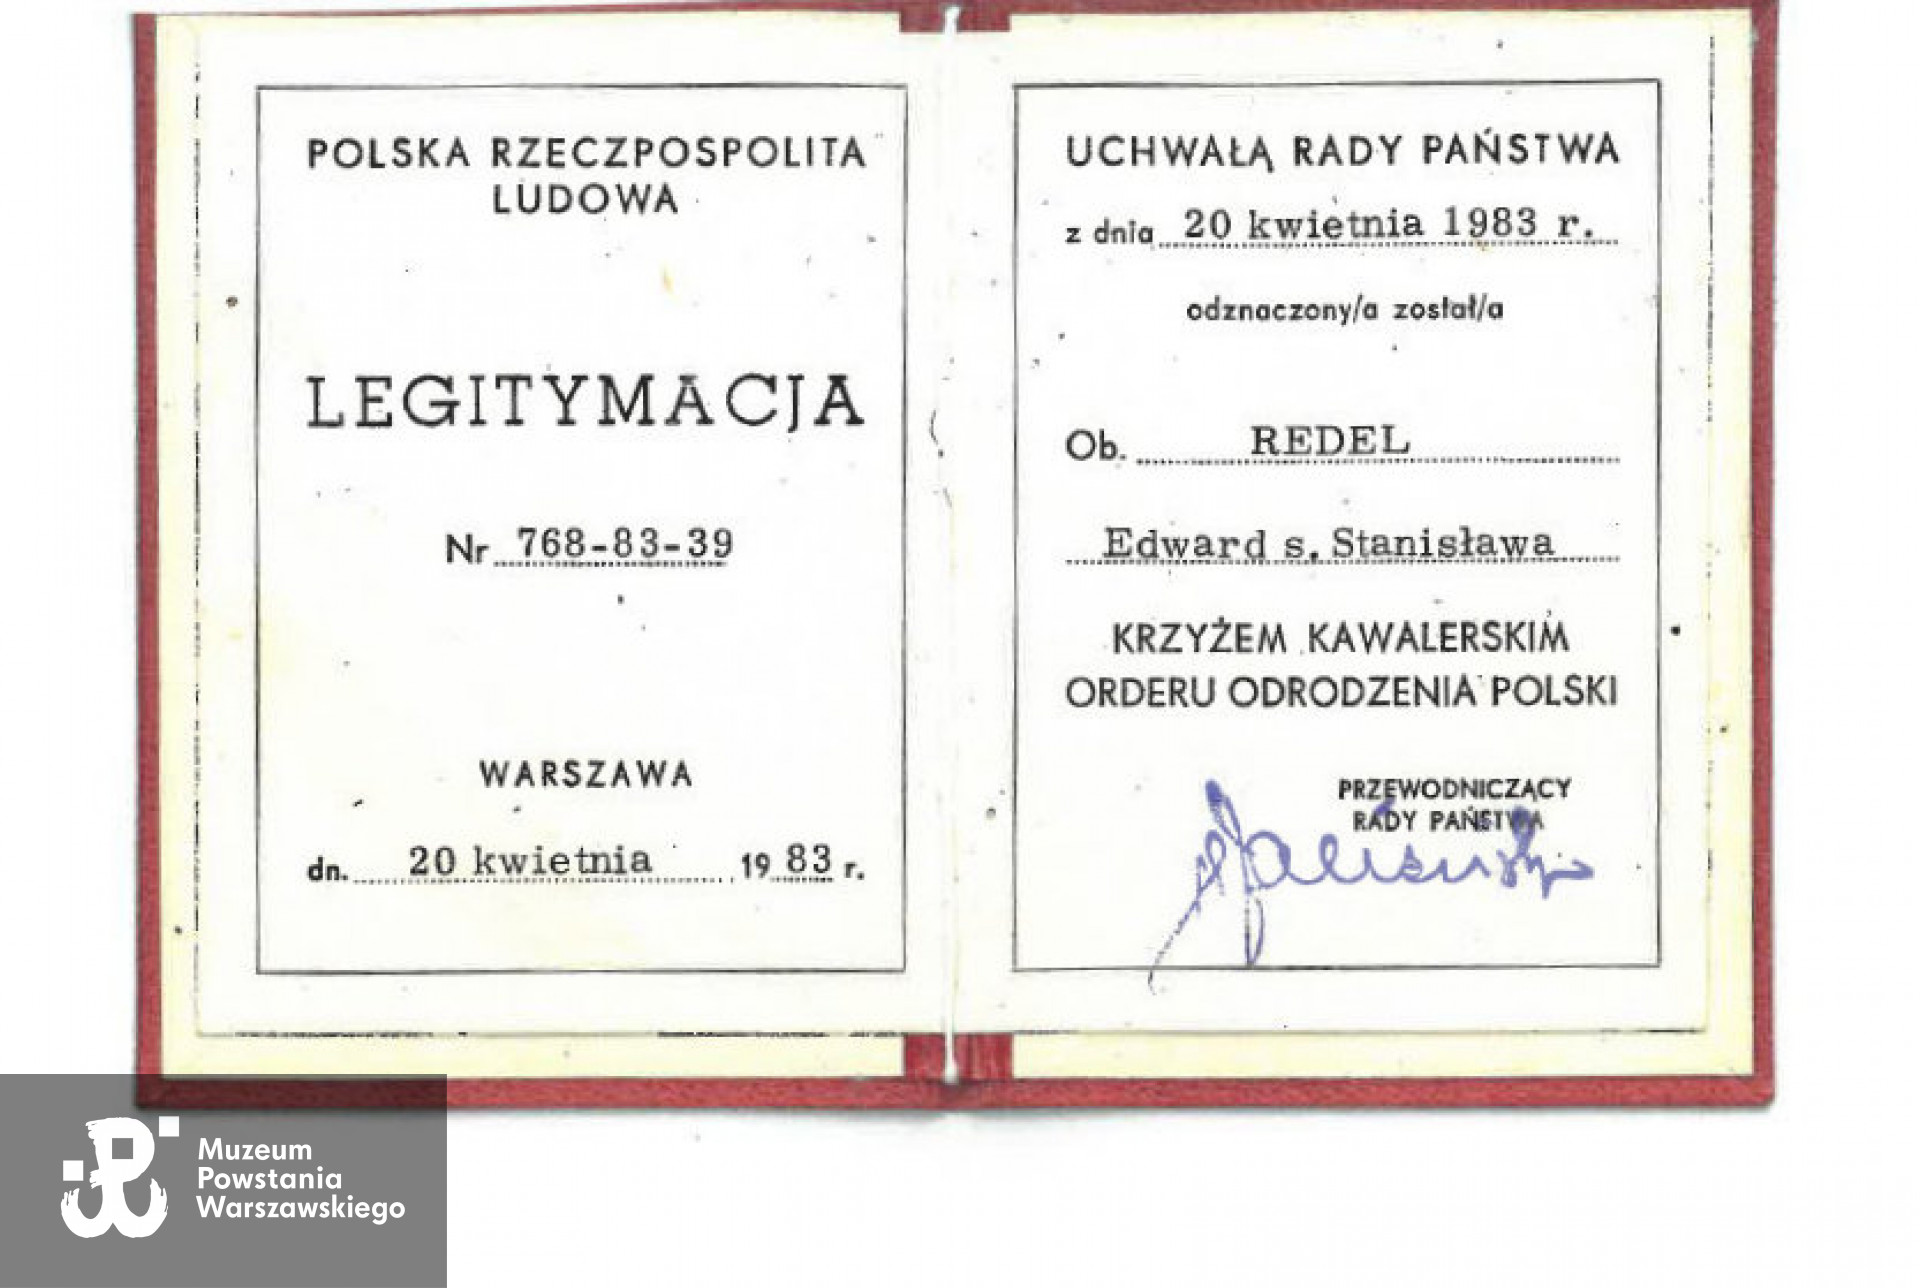 POLSKA RZECZPOSPOLITA
LUDOWA
LEGITYMACJA
Nr 768-83-39
WARSZAWA
dn. 20 kwietnia 1983 r.
UCHWAŁĄ RADY PAŃSTWA
z dnia 20 kwietnia 1983 r.
odznaczony/a został/a
Ob. REDEL
Edward s. Stanisława
KRZYŻEM KAWALERSKIM
ORDERU ODRODZENIA POLSKI
PRZEWODNICZĄCY
RADY PAŃSTWA
Muzeum
Powstania
Warszawskiego